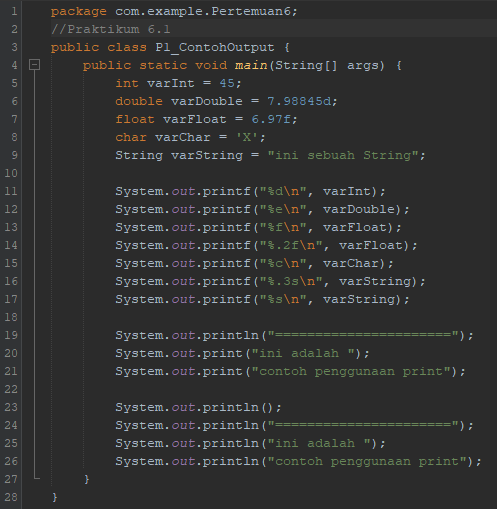 1 package com.example.Pertemuan6;
2 //Praktikum 6.1
3 public class P1_ContohOutput {
4 public static void main(String[] args) {
5 int varInt = 45;
6 double varDouble = 7.98845d;
7 float varFloat = 6.97f;
8 char varChar = 'X';
9 String varString = "ini sebuah String";
10
11 System.out.printf("%d\n", varInt);
12 System.out.printf("%e\n", varDouble);
13 System.out.printf("%f\n", varFloat);
14 System.out.printf("%.2f\n", varFloat);
15 System.out.printf("%c\n", varChar);
16 System.out.printf("%.3s\n", varString);
17 System.out.printf("%s\n", varString);
18
19 System.out.println("======================");
20 System.out.print("ini adalah ");
21 System.out.print("contoh penggunaan print");
22
23 System.out.println();
24 System.out.println("======================");
25 System.out.println("ini adalah ");
26 System.out.println("contoh penggunaan print");
27 }
28 }